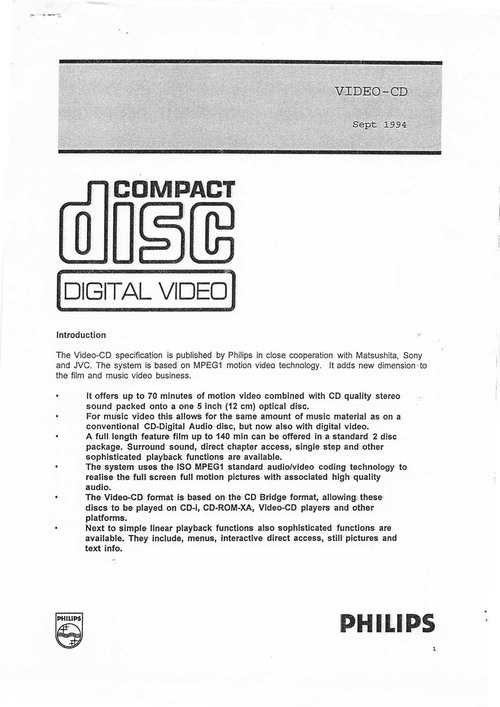 VIDEO-CD
Sept 1994
COMPACT
disc
DIGITAL VIDEO
Introduction
The Video-CD specification is published by Philips in close cooperation with Matsushita, Sony
and JVC. The system is based on MPEG1 motion video technology. It adds new dimension to
the film and music video business.
• It offers up to 70 minutes of motion video combined with CD quality stereo
sound packed onto a one 5 inch (12 cm) optical disc.
• For music video this allows for the same amount of music material as on a
conventional CD-Digital Audio disc, but now also with digital video.
• A full length feature film up to 140 min can be offered in a standard 2 disc
package. Surround sound, direct chapter access, single step and other
sophisticated playback functions are available.
• The system uses the ISO MPEG1 standard audio/video coding technology to
realise the full screen full motion pictures with associated high quality
audio.
• The Video-CD format is based on the CD Bridge format, allowing these
discs to be played on CD-i, CD-ROM-XA, Video-CD players and other
platforms.
• Next to simple linear playback functions also sophisticated functions are
available. They include, menus, interactive direct access, still pictures and
text info.
PHILIPS
PHILIPS
1